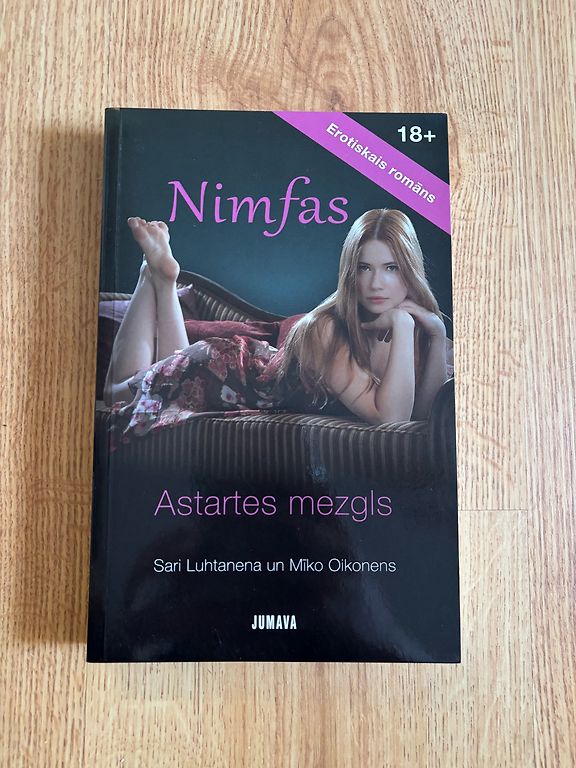 18+
Erotiskais romāns
Nimfas
Astartes mezgls
Sari Luhtanena un Mīko Oikonens
JUMAVA